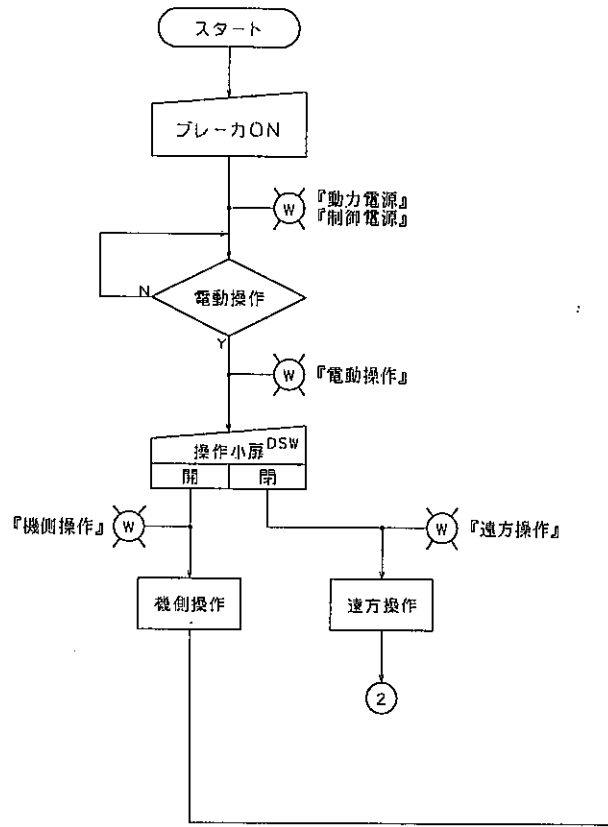 スタート
ブレーカON
W 『動力電源』
『制御電源』
N 電動操作
Y
W 『電動操作』
操作小扉DSW
開 閉
『機側操作』 W
W 『遠方操作』
機側操作 遠方操作
2